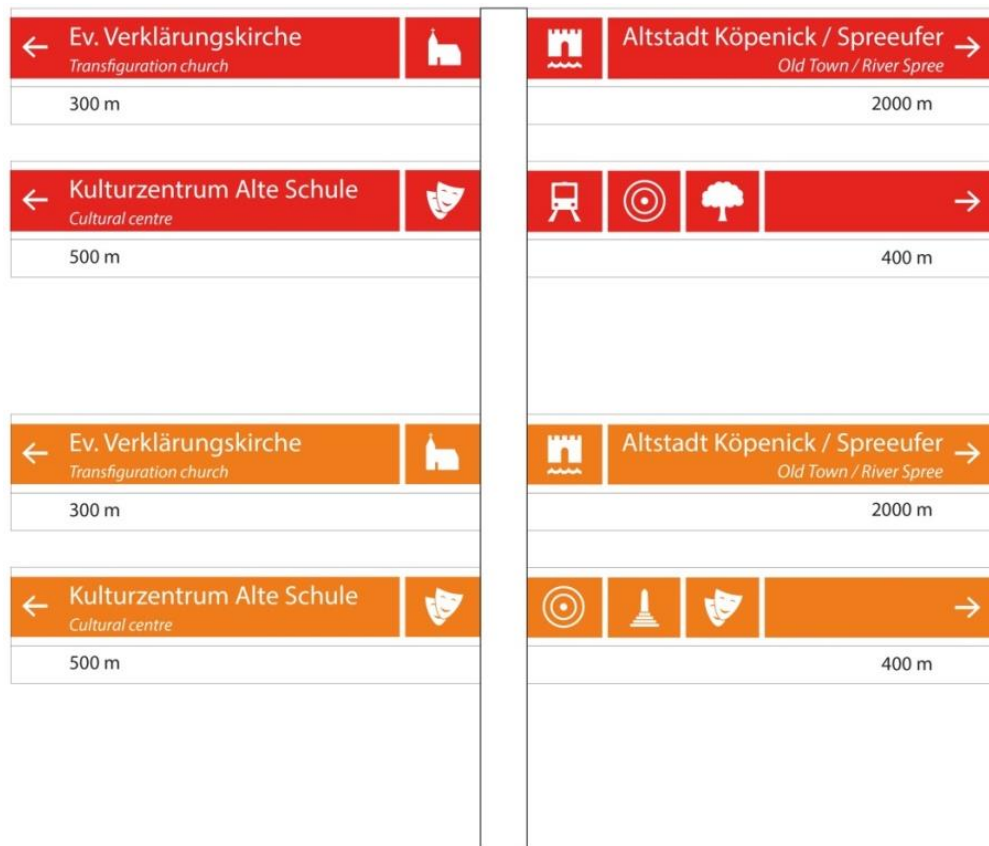 Ev. Verklärungskirche
Transfiguration church
300 m
Altstadt Köpenick / Spreeufer
Old Town / River Spree
2000 m
Kulturzentrum Alte Schule
Cultural centre
500 m
400 m
Ev. Verklärungskirche
Transfiguration church
300 m
Altstadt Köpenick / Spreeufer
Old Town / River Spree
2000 m
Kulturzentrum Alte Schule
Cultural centre
500 m
400 m